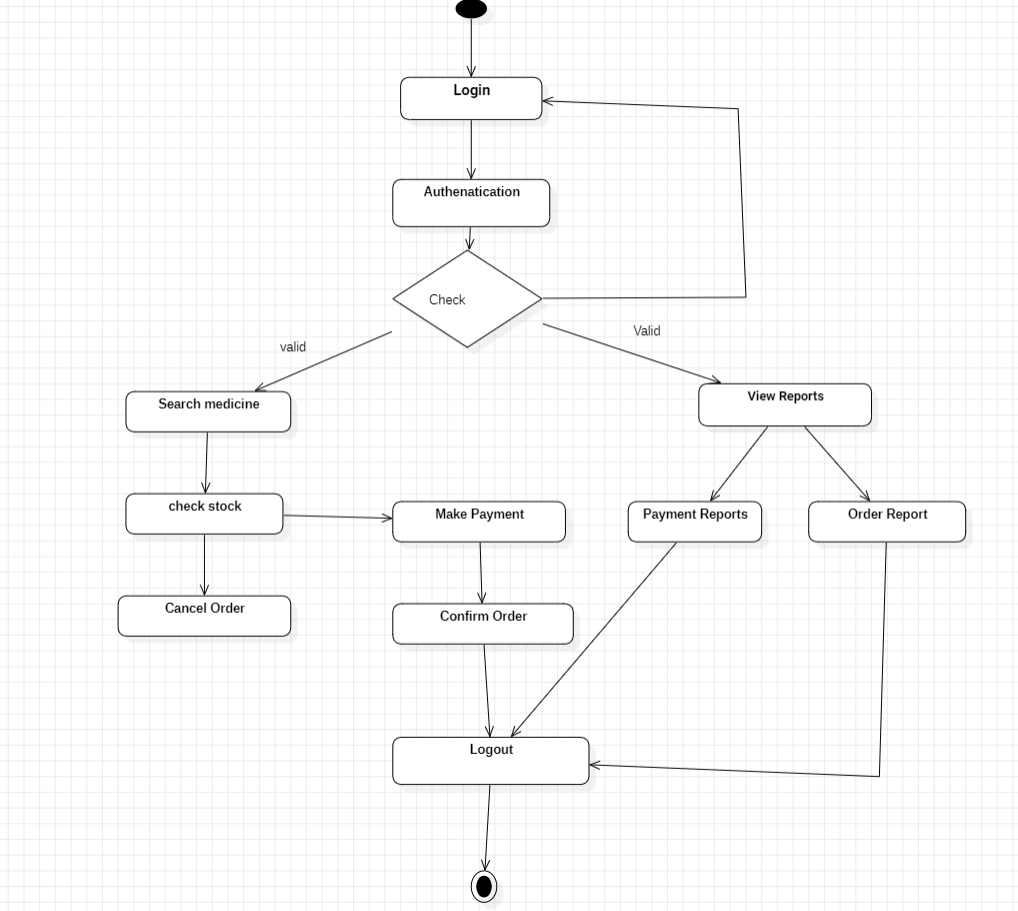 Login
Authenatication
Check
valid
Valid
Search medicine
View Reports
check stock
Make Payment
Payment Reports
Order Report
Cancel Order
Confirm Order
Logout